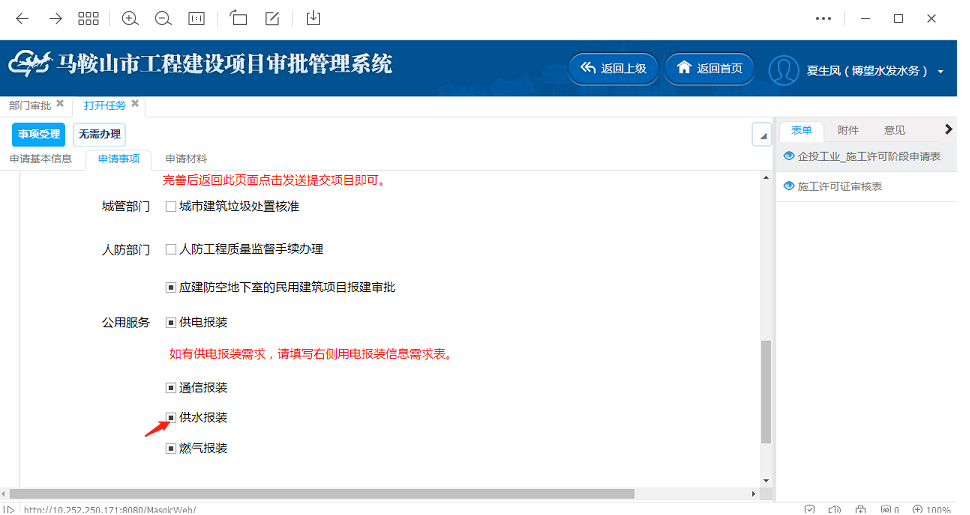 马鞍山市工程建设项目审批管理系统
返回上级
返回首页
夏生凤（博望水发水务）
部门审批
打开任务
事项受理
无需办理
表单
附件
意见
申请基本信息
申请事项
申请材料
企投工业_施工许可阶段申请表
施工许可证审核表
完善后返回此页面点击发送提交项目即可。
城管部门
城市建筑垃圾处置核准
人防部门
人防工程质量监督手续办理
应建防空地下室的民用建筑项目报建审批
公用服务
供电报装
如有供电报装需求，请填写右侧用电报装信息需求表。
通信报装
供水报装
燃气报装
http://10.252.250.171:8080/MasgkWeb/
0
100%